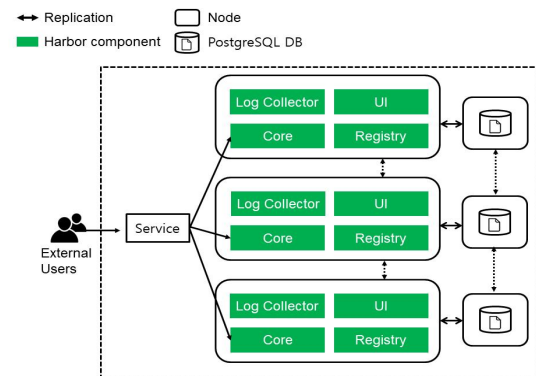 Replication
Node
Harbor component
PostgreSQL DB
Log Collector
UI
Core
Registry
Log Collector
UI
Core
Registry
Log Collector
UI
Core
Registry
Service
External
Users